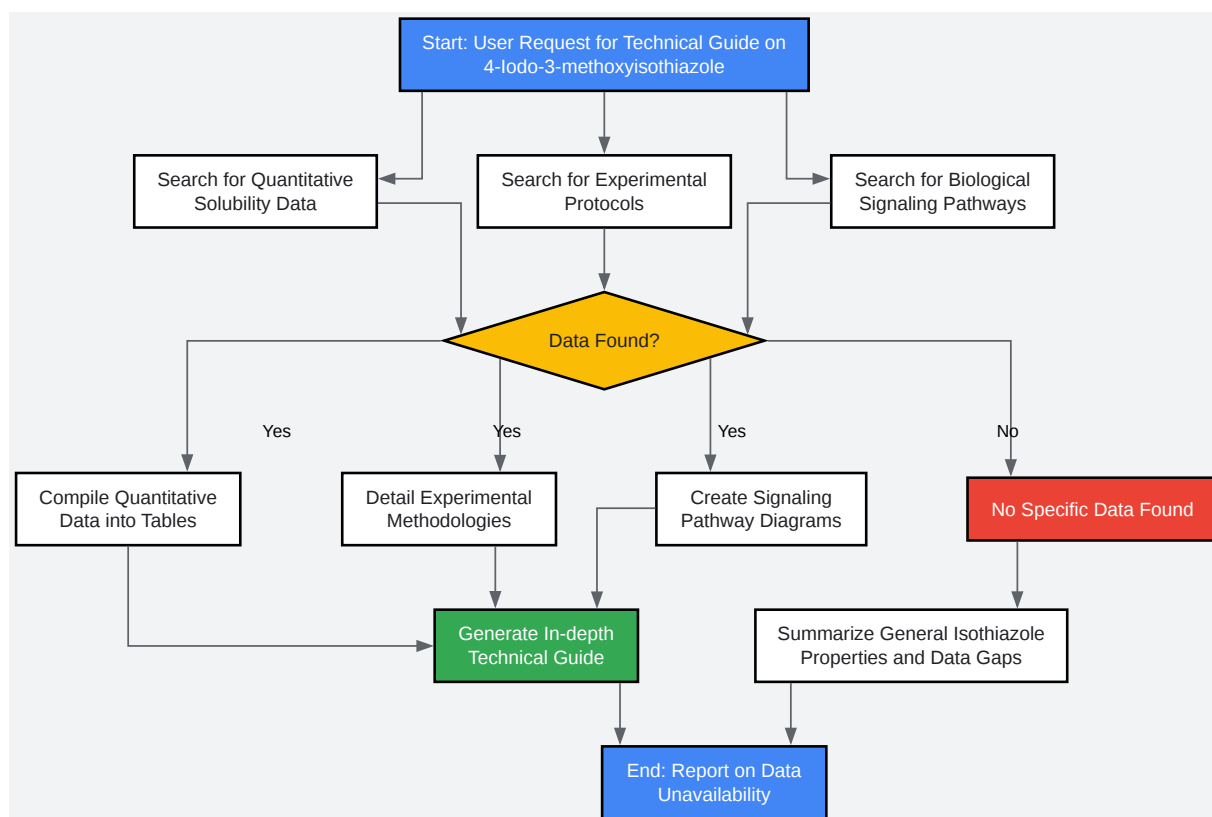 Start: User Request for Technical Guide on
4-Iodo-3-methoxyisothiazole
Search for Quantitative
Solubility Data
Search for Experimental
Protocols
Search for Biological
Signaling Pathways
Data Found?
Yes
Yes
Yes
No
Compile Quantitative
Data into Tables
Detail Experimental
Methodologies
Create Signaling
Pathway Diagrams
No Specific Data Found
Generate In-depth
Technical Guide
Summarize General Isothiazole
Properties and Data Gaps
End: Report on Data
Unavailability